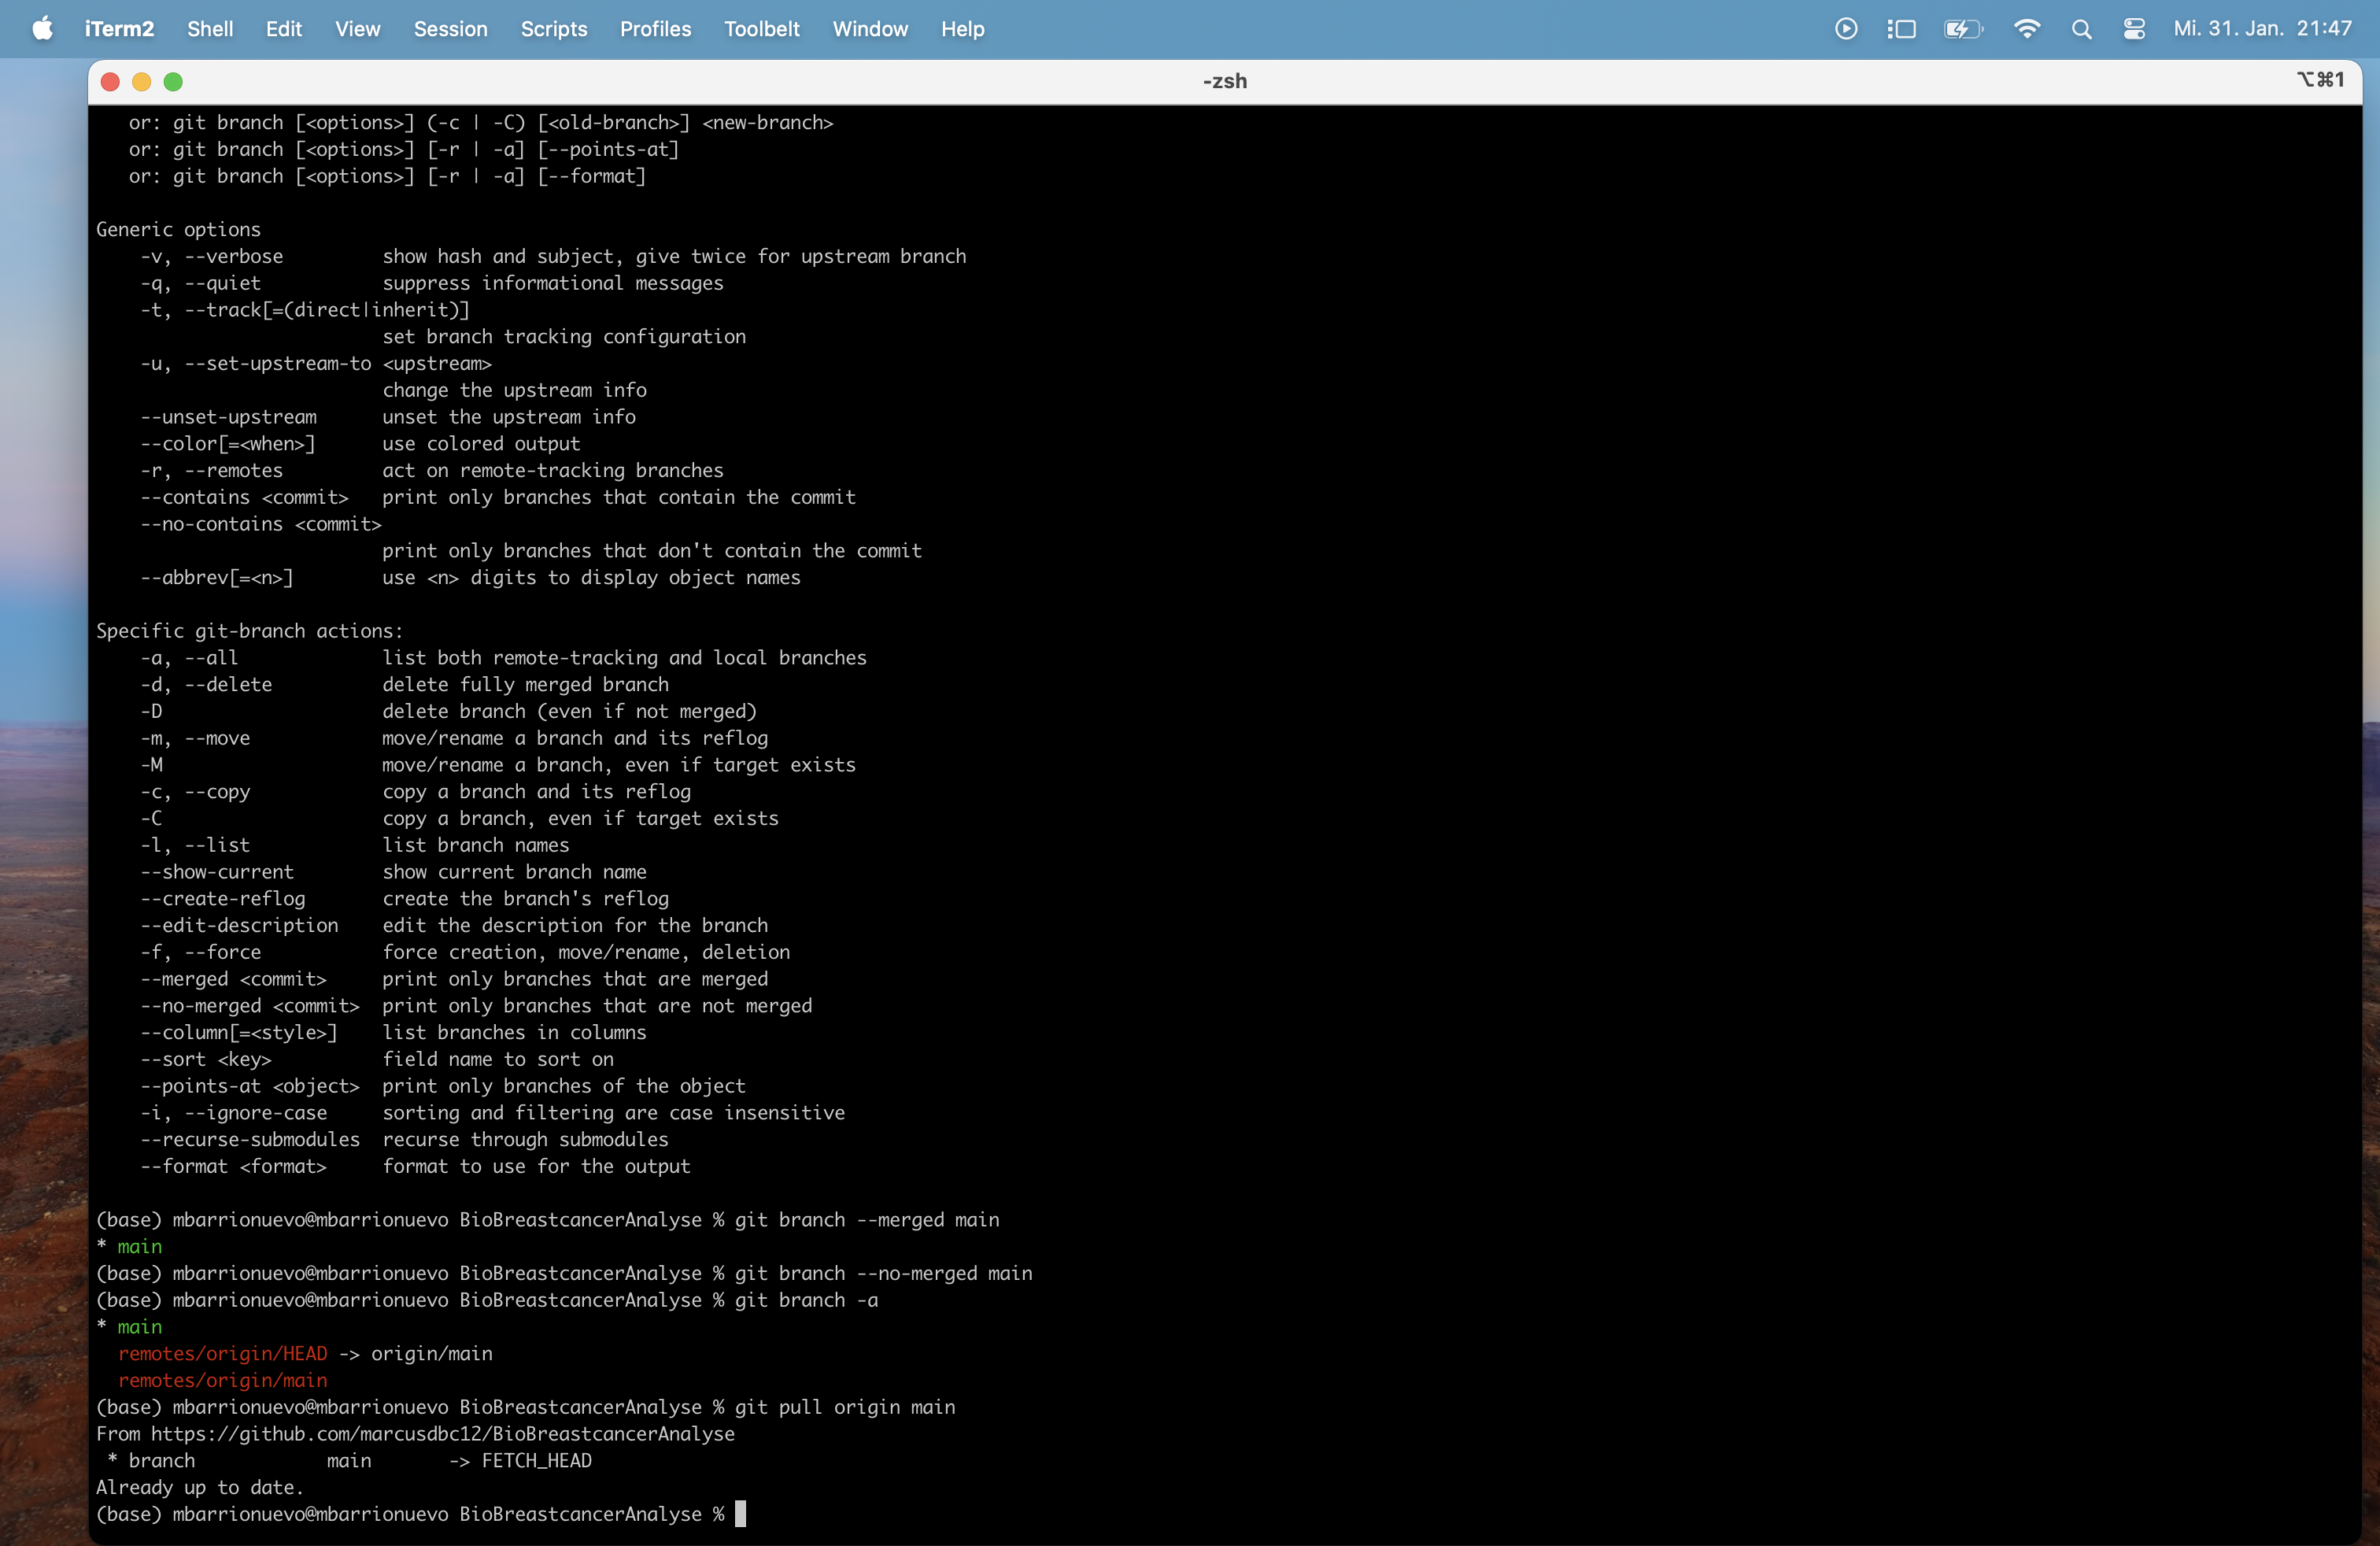 iTerm2 Shell Edit View Session Scripts Profiles Toolbelt Window Help Mi. 31. Jan. 21:47
-zsh ⌥⌘1
or: git branch [<options>] (-c | -C) [<old-branch>] <new-branch>
or: git branch [<options>] [-r | -a] [--points-at]
or: git branch [<options>] [-r | -a] [--format]
Generic options
-v, --verbose show hash and subject, give twice for upstream branch
-q, --quiet suppress informational messages
-t, --track[=(direct|inherit)]
set branch tracking configuration
-u, --set-upstream-to <upstream>
change the upstream info
--unset-upstream unset the upstream info
--color[=<when>] use colored output
-r, --remotes act on remote-tracking branches
--contains <commit> print only branches that contain the commit
--no-contains <commit>
print only branches that don't contain the commit
--abbrev[=<n>] use <n> digits to display object names
Specific git-branch actions:
-a, --all list both remote-tracking and local branches
-d, --delete delete fully merged branch
-D delete branch (even if not merged)
-m, --move move/rename a branch and its reflog
-M move/rename a branch, even if target exists
-c, --copy copy a branch and its reflog
-C copy a branch, even if target exists
-l, --list list branch names
--show-current show current branch name
--create-reflog create the branch's reflog
--edit-description edit the description for the branch
-f, --force force creation, move/rename, deletion
--merged <commit> print only branches that are merged
--no-merged <commit> print only branches that are not merged
--column[=<style>] list branches in columns
--sort <key> field name to sort on
--points-at <object> print only branches of the object
-i, --ignore-case sorting and filtering are case insensitive
--recurse-submodules recurse through submodules
--format <format> format to use for the output
(base) mbarrionuevo@mbarrionuevo BioBreastcancerAnalyse % git branch --merged main
* main
(base) mbarrionuevo@mbarrionuevo BioBreastcancerAnalyse % git branch --no-merged main
(base) mbarrionuevo@mbarrionuevo BioBreastcancerAnalyse % git branch -a
* main
remotes/origin/HEAD -> origin/main
remotes/origin/main
(base) mbarrionuevo@mbarrionuevo BioBreastcancerAnalyse % git pull origin main
From https://github.com/marcusdbc12/BioBreastcancerAnalyse
* branch main -> FETCH_HEAD
Already up to date.
(base) mbarrionuevo@mbarrionuevo BioBreastcancerAnalyse %